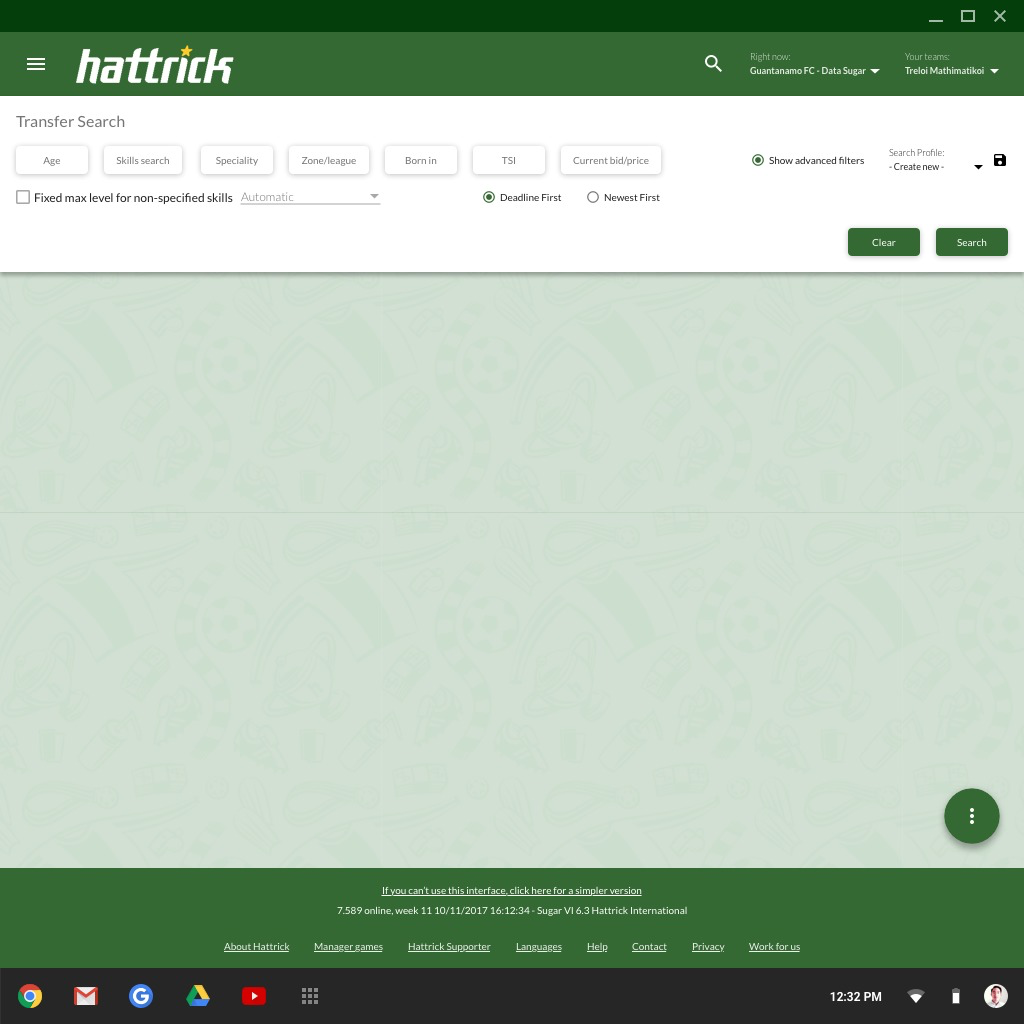 hattrick
Right now:
Guantanamo FC - Data Sugar
Your teams:
Treloi Mathimatikoi
Transfer Search
Age
Skills search
Speciality
Zone/league
Born in
TSI
Current bid/price
Show advanced filters
Search Profile:
- Create new -
Fixed max level for non-specified skills
Automatic
Deadline First
Newest First
Clear
Search
If you can't use this interface, click here for a simpler version
7.589 online, week 11 10/11/2017 16:12:34 - Sugar VI 6.3 Hattrick International
About Hattrick
Manager games
Hattrick Supporter
Languages
Help
Contact
Privacy
Work for us
12:32 PM